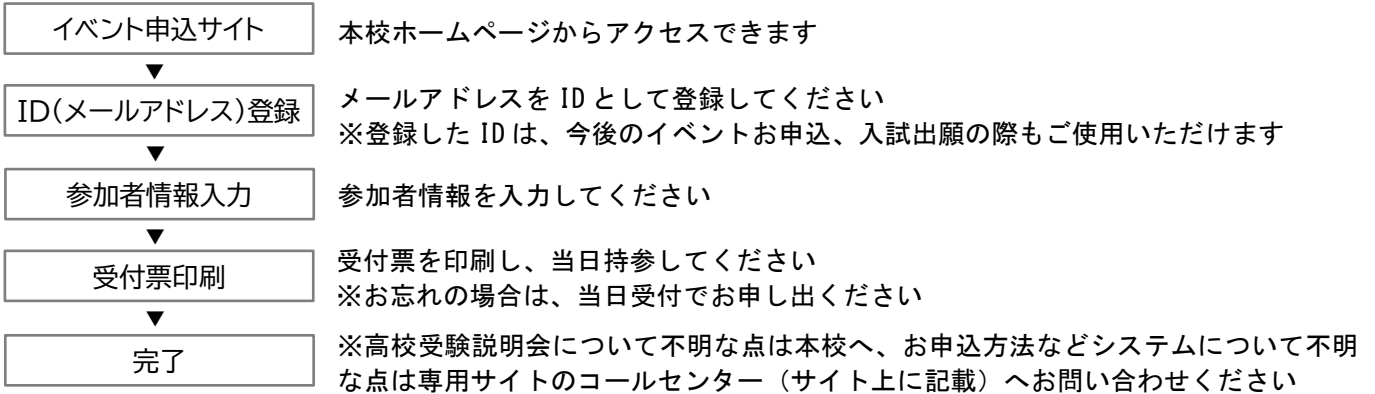 イベント申込サイト
本校ホームページからアクセスできます
▼
ID(メールアドレス)登録
メールアドレスを ID として登録してください
※登録した ID は、今後のイベントお申込、入試出願の際もご使用いただけます
▼
参加者情報入力
参加者情報を入力してください
▼
受付票印刷
受付票を印刷し、当日持参してください
※お忘れの場合は、当日受付でお申し出ください
▼
完了
※高校受験説明会について不明な点は本校へ、お申込方法などシステムについて不明
な点は専用サイトのコールセンター（サイト上に記載）へお問い合わせください